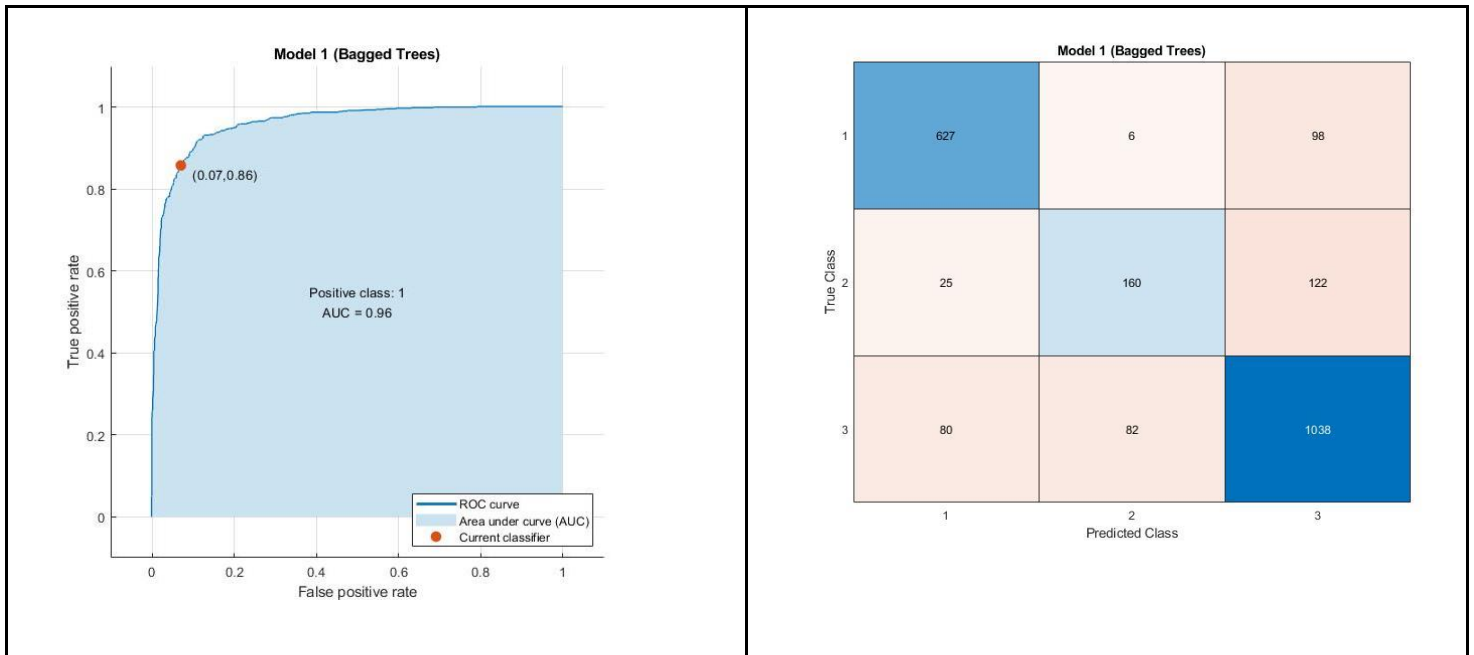 Model 1 (Bagged Trees)
1
0.8
0.6
0.4
0.2
0
True positive rate
(0.07,0.86)
Positive class: 1
AUC = 0.96
ROC curve
Area under curve (AUC)
Current classifier
0 0.2 0.4 0.6 0.8 1
False positive rate
Model 1 (Bagged Trees)
True Class
1 627 6 98
2 25 160 122
3 80 82 1038
1 2 3
Predicted Class